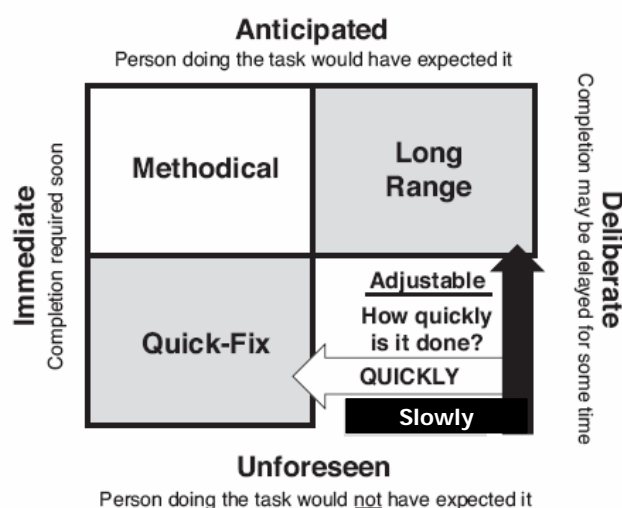 Anticipated
Person doing the task would have expected it
Immediate
Completion required soon
Methodical
Long
Range
Deliberate
Completion may be delayed for some time
Quick-Fix
Adjustable
How quickly
is it done?
QUICKLY
Slowly
Unforeseen
Person doing the task would not have expected it